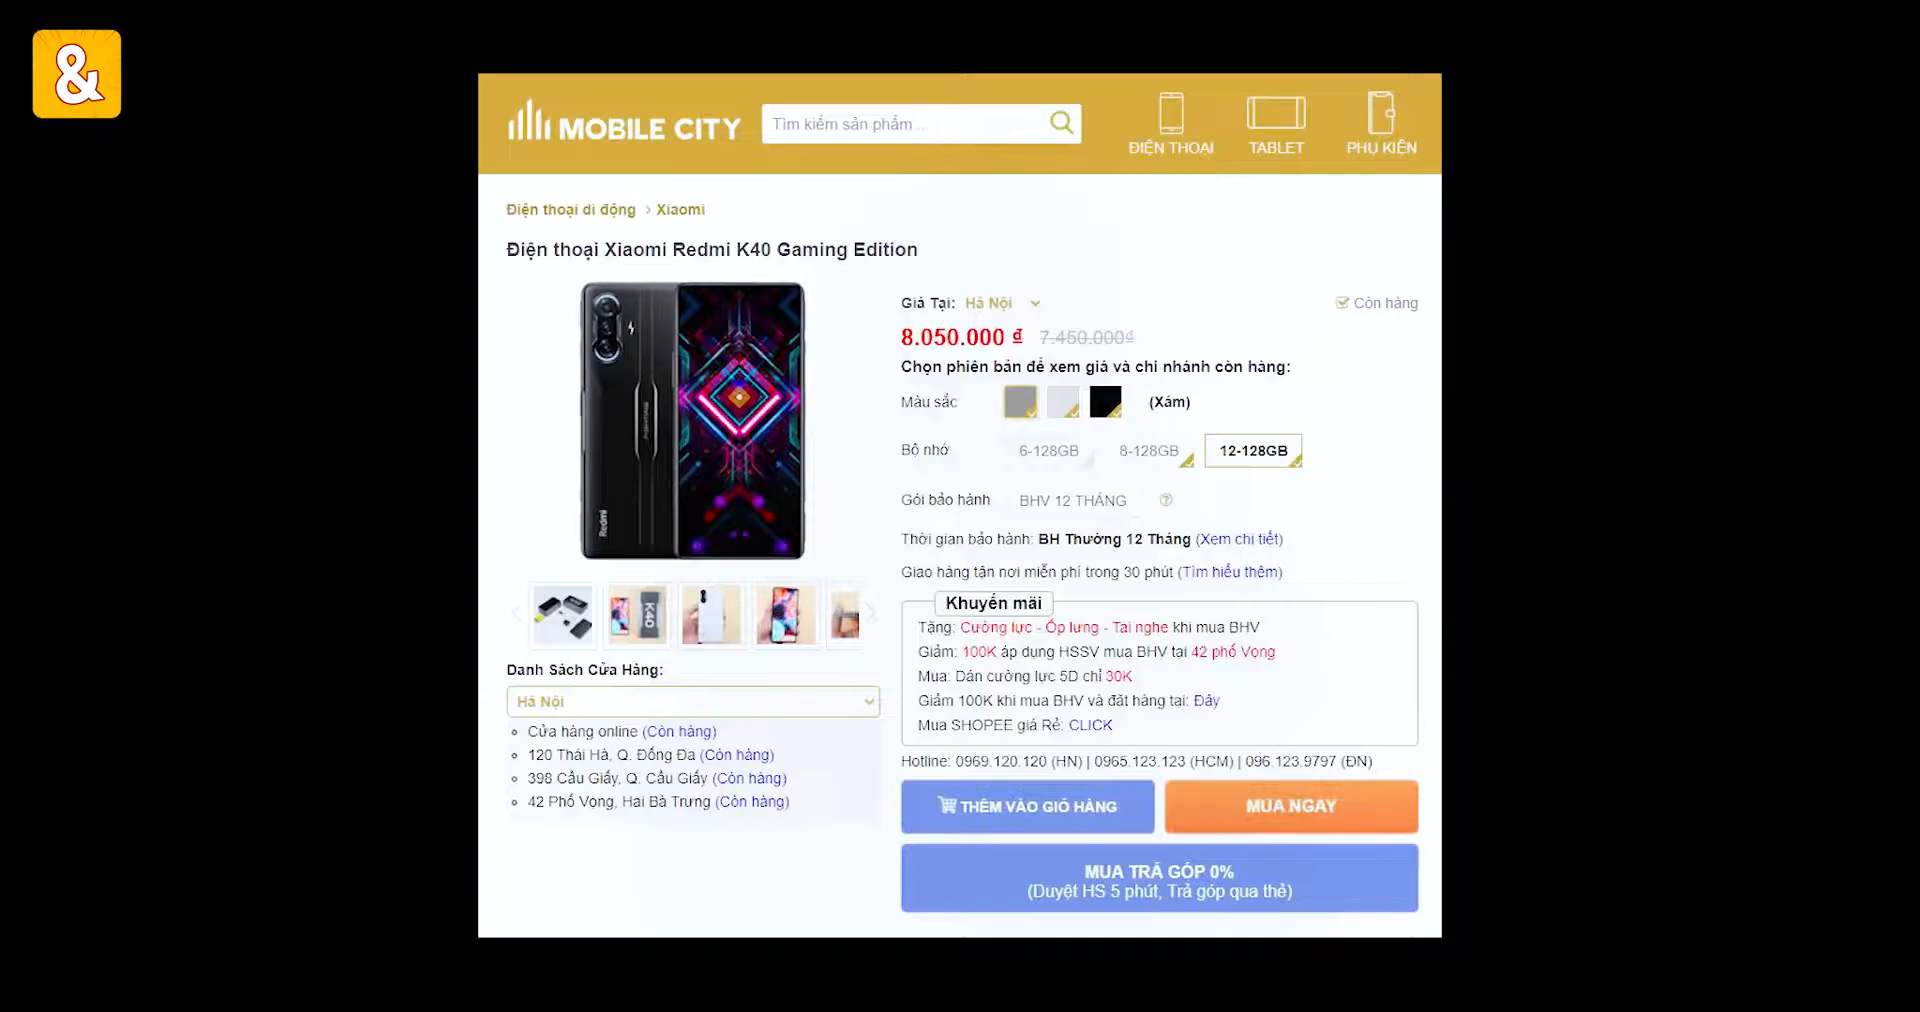 &
MOBILE CITY
Tìm kiếm sản phẩm ...
ĐIỆN THOẠI
TABLET
PHỤ KIỆN
Điện thoại di động › Xiaomi
Điện thoại Xiaomi Redmi K40 Gaming Edition
Redmi
K40
Giá Tại: Hà Nội
Còn hàng
8.050.000 ₫ 7.450.000₫
Chọn phiên bản để xem giá và chi nhánh còn hàng:
Màu sắc (Xám)
Bộ nhớ 6-128GB 8-128GB 12-128GB
Gói bảo hành BHV 12 THÁNG ?
Thời gian bảo hành: BH Thường 12 Tháng (Xem chi tiết)
Giao hàng tận nơi miễn phí trong 30 phút (Tìm hiểu thêm)
Khuyến mãi
Tặng: Cường lực - Ốp lưng - Tai nghe khi mua BHV
Giảm: 100K áp dụng HSSV mua BHV tại 42 phố Vọng
Mua: Dán cường lực 5D chỉ 30K
Giảm 100K khi mua BHV và đặt hàng tại: Đây
Mua SHOPEE giá Rẻ: CLICK
Hotline: 0969.120.120 (HN) | 0965.123.123 (HCM) | 096.123.9797 (ĐN)
THÊM VÀO GIỎ HÀNG
MUA NGAY
MUA TRẢ GÓP 0%
(Duyệt HS 5 phút, Trả góp qua thẻ)
Danh Sách Cửa Hàng:
Hà Nội
Cửa hàng online (Còn hàng)
120 Thái Hà, Q. Đống Đa (Còn hàng)
398 Cầu Giấy, Q. Cầu Giấy (Còn hàng)
42 Phố Vọng, Hai Bà Trưng (Còn hàng)